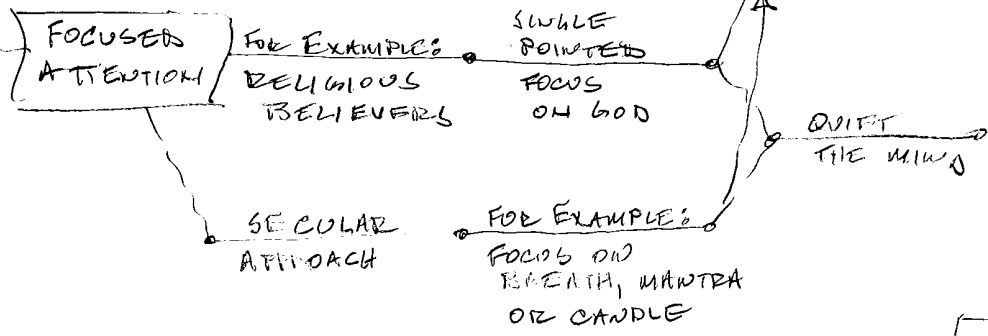 FOCUSED
ATTENTION
FOR EXAMPLE:
RELIGIOUS
BELIEVERS
SINGLE
POINTED
FOCUS
ON GOD
QUIET
THE MIND
SECULAR
APPROACH
FOR EXAMPLE:
FOCUS ON
BREATH, MANTRA
OR CANDLE